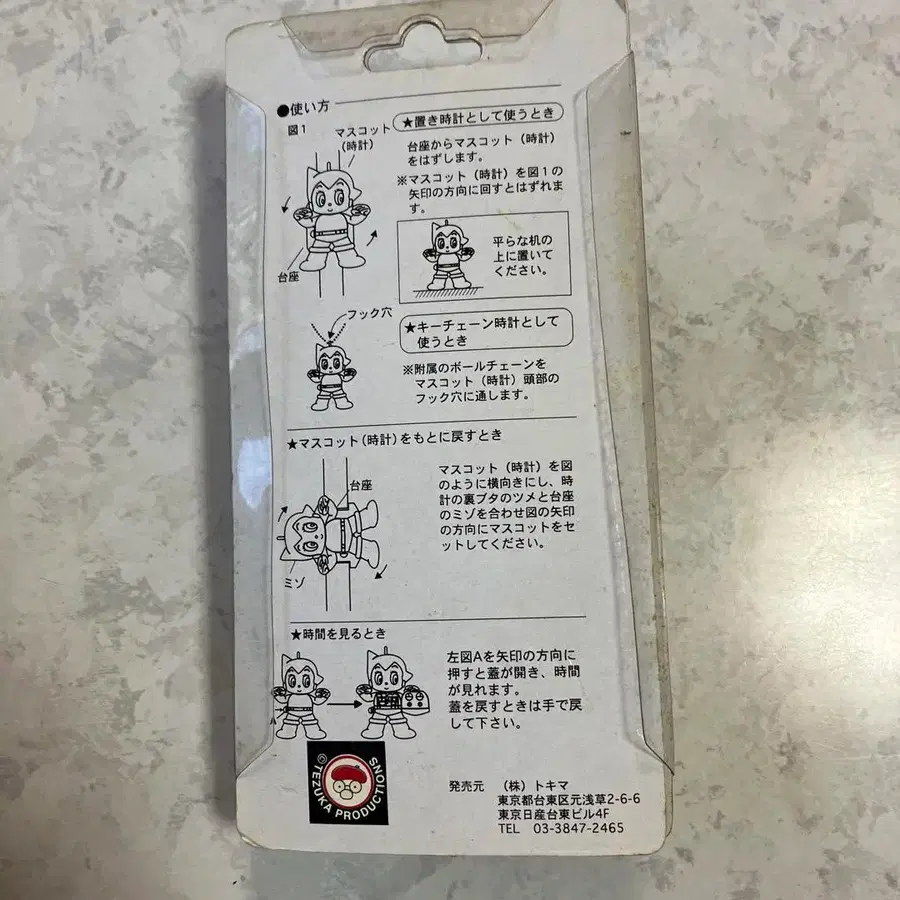 ●使い方
図1
マスコット
(時計)
台座
★置き時計として使うとき
台座からマスコット（時計）
をはずします。
※マスコット（時計）を図1の
矢印の方向に回すとはずれま
す。
平らな机の
上に置いて
ください。
フック穴
★キーチェーン時計として
使うとき
※附属のボールチェーンを
マスコット（時計）頭部の
フック穴に通します。
★マスコット(時計)をもとに戻すとき
台座
ミゾ
マスコット（時計）を図
のように横向きにし、時
計の裏ブタのツメと台座
のミゾを合わせ図の矢印
の方向にマスコットをセ
ットしてください。
★時間を見るとき
A
左図Aを矢印の方向に
押すと蓋が開き、時間
が見れます。
蓋を戻すときは手で戻
して下さい。
©TEZUKA PRODUCTIONS
発売元 （株）トキマ
東京都台東区元浅草2-6-6
東京日産台東ビル4F
TEL 03-3847-2465